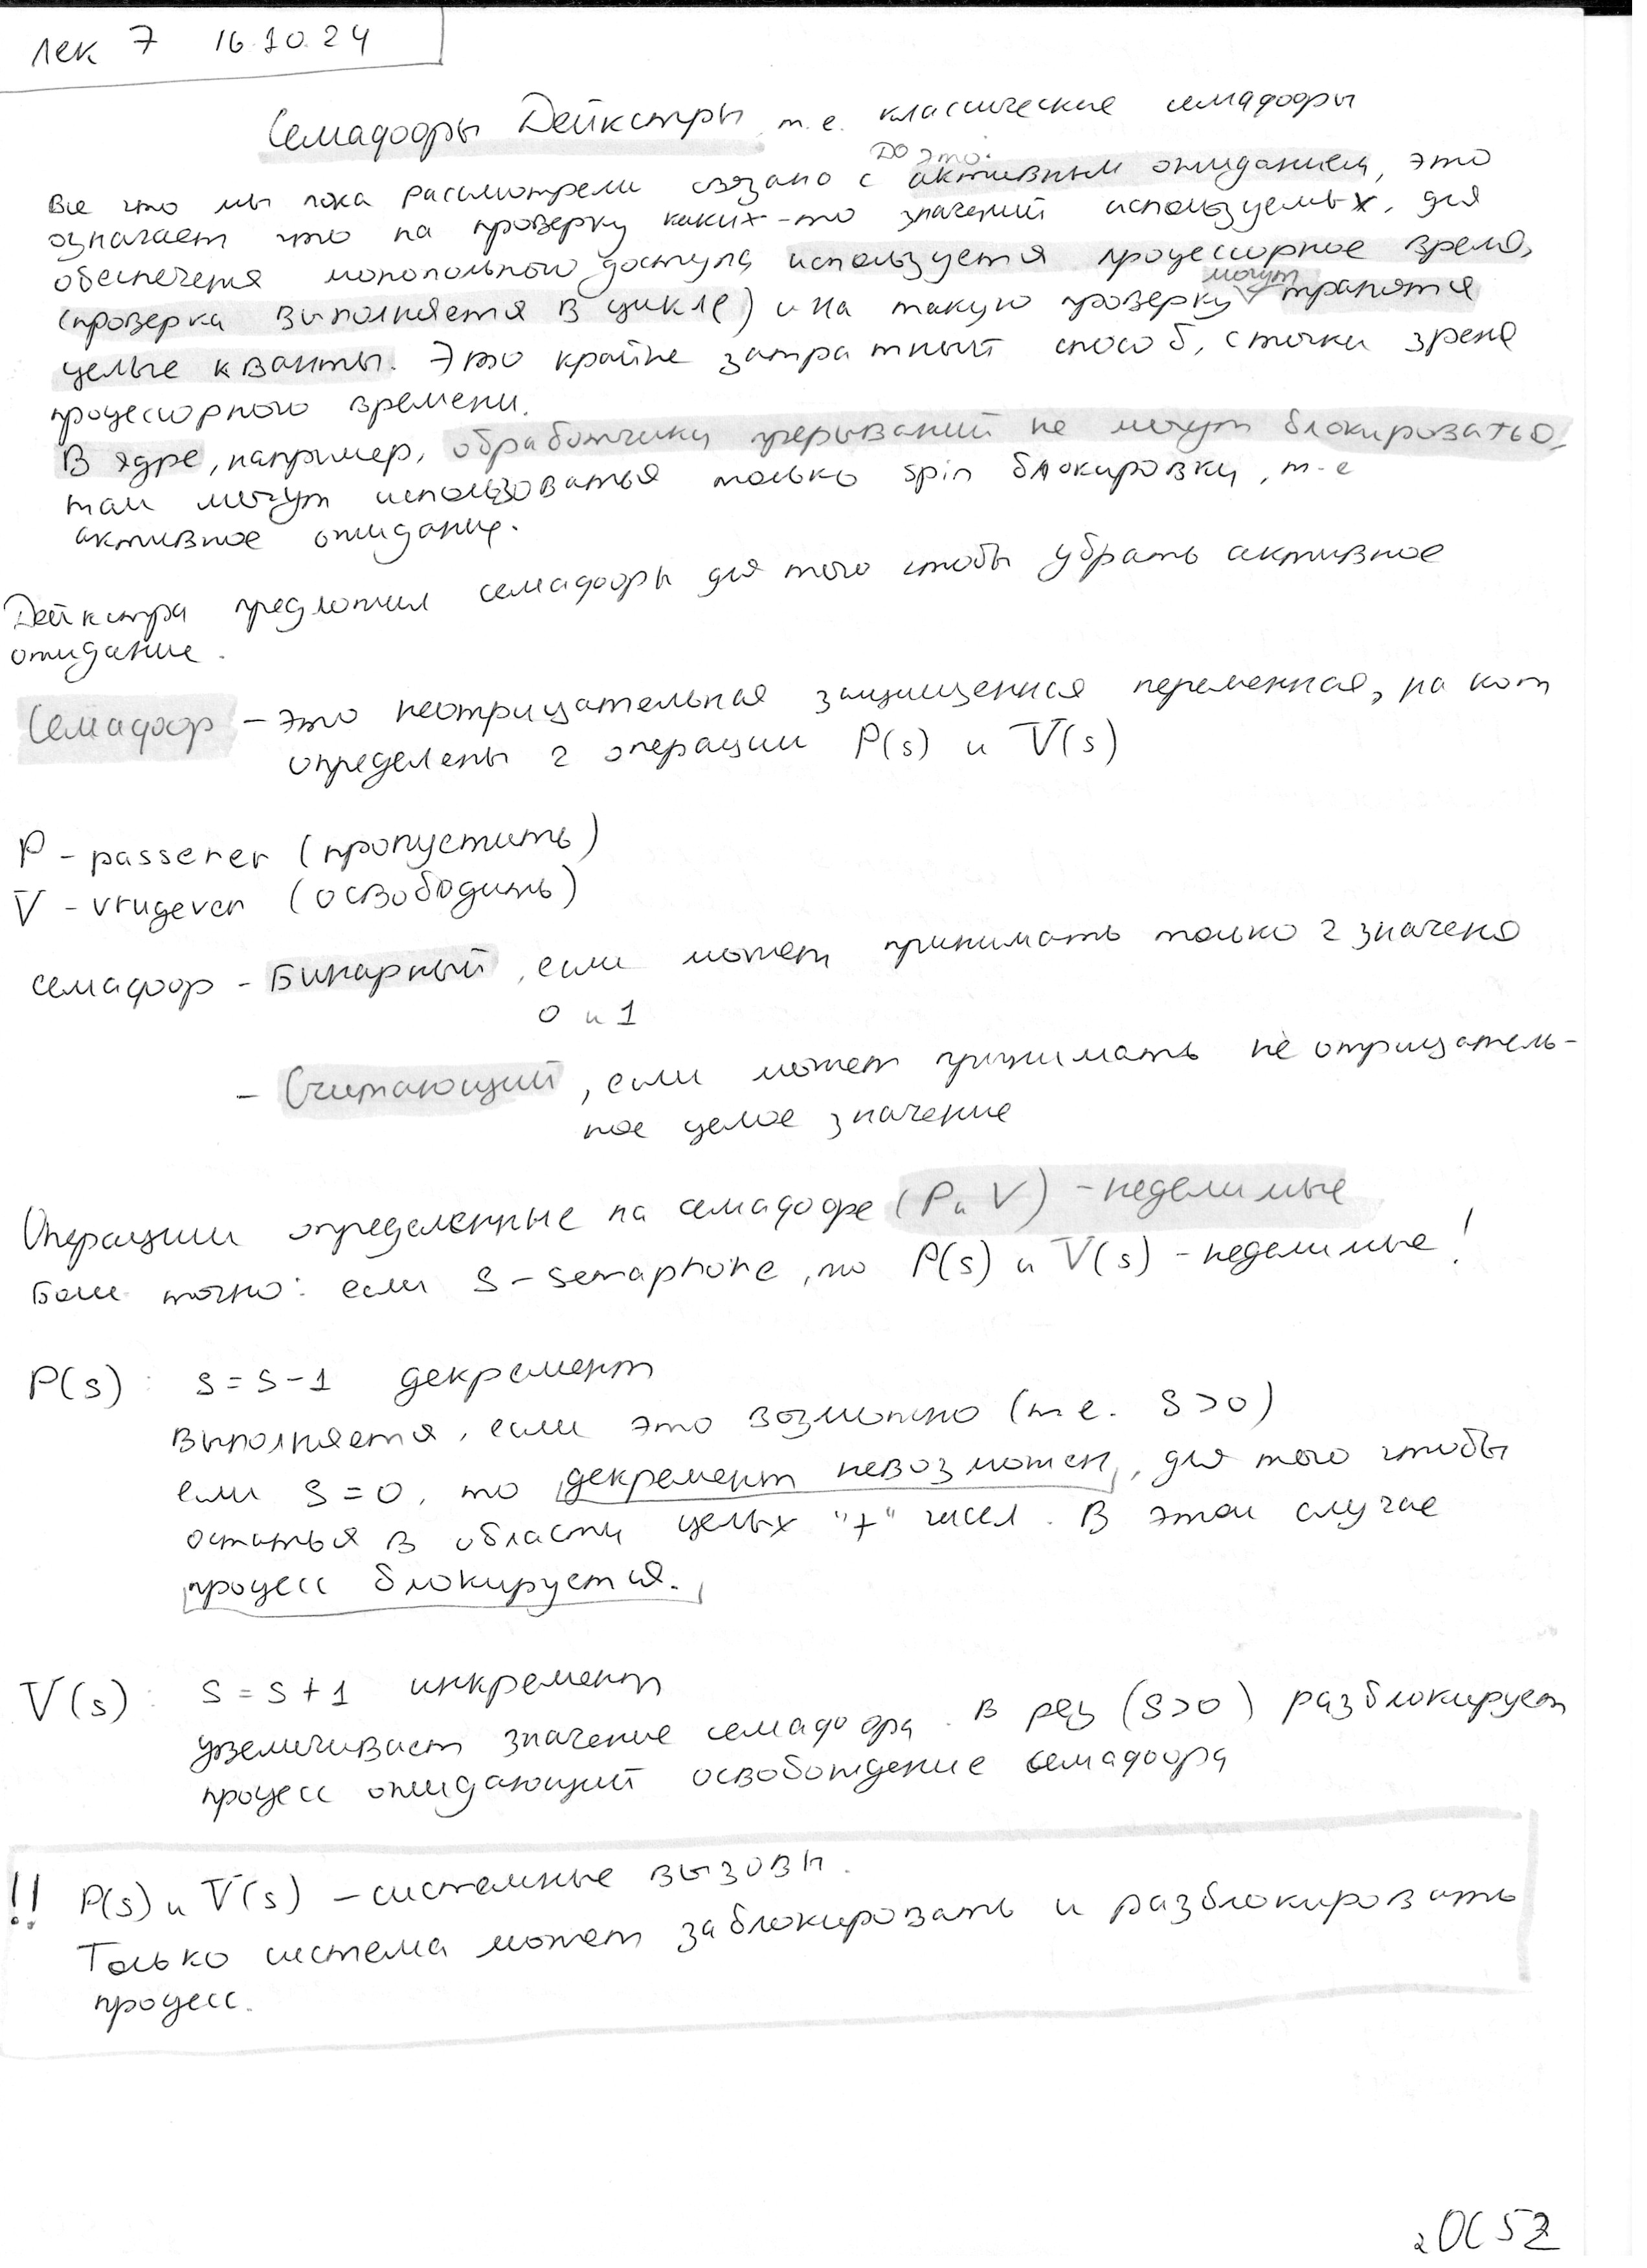 лек 7 16.10.24
Семафоры Дейкстры, т.е. классические семафоры
до это.
Все что мы пока рассмотрели связано с активным ожиданием, это
означает что на проверку каких-то значений используемых, для
обеспечения монопольного доступа, используется процессорное время,
(проверка выполняется в цикле) и на такую проверку могут тратится
целые кванты. Это крайне затратный способ, с точки зрения
процессорного времени.
В ядре, например, обработчики прерываний не могут блокироваться,
там могут использоваться только spin блокировки, т-е
активное ожидание.
Дейкстра предложил семафоры для того чтобы убрать активное
ожидание.
Семафор – это неотрицательная защищенная переменная, на кот
определены 2 операции P(s) и V(s)
P – passeren (пропустить)
V – vrugeven (освободить)
семафор – Бинарный, если может принимать только 2 значения
0 и 1
– Считающий, если может принимать не отрицатель-
ное целое значение
Операции определенные на семафоре (P и V) – неделимые
Боле точно: если S – semaphore, то P(s) и V(s) – неделимые!
P(s): s = s - 1 декремент
Выполняется, если это возможно (т.е. S > 0)
если S = 0, то декремент невозможен, для того чтобы
остаться в области целых "+" чисел. В этом случае
процесс блокируется.
V(s): s = s + 1 инкремент
увеличивает значение семафора. в рез (S>0) разблокирует
процесс ожидающий освобождение семафора
!! P(s) и V(s) – системные вызовы.
Только система может заблокировать и разблокировать
процесс.
ОС 52